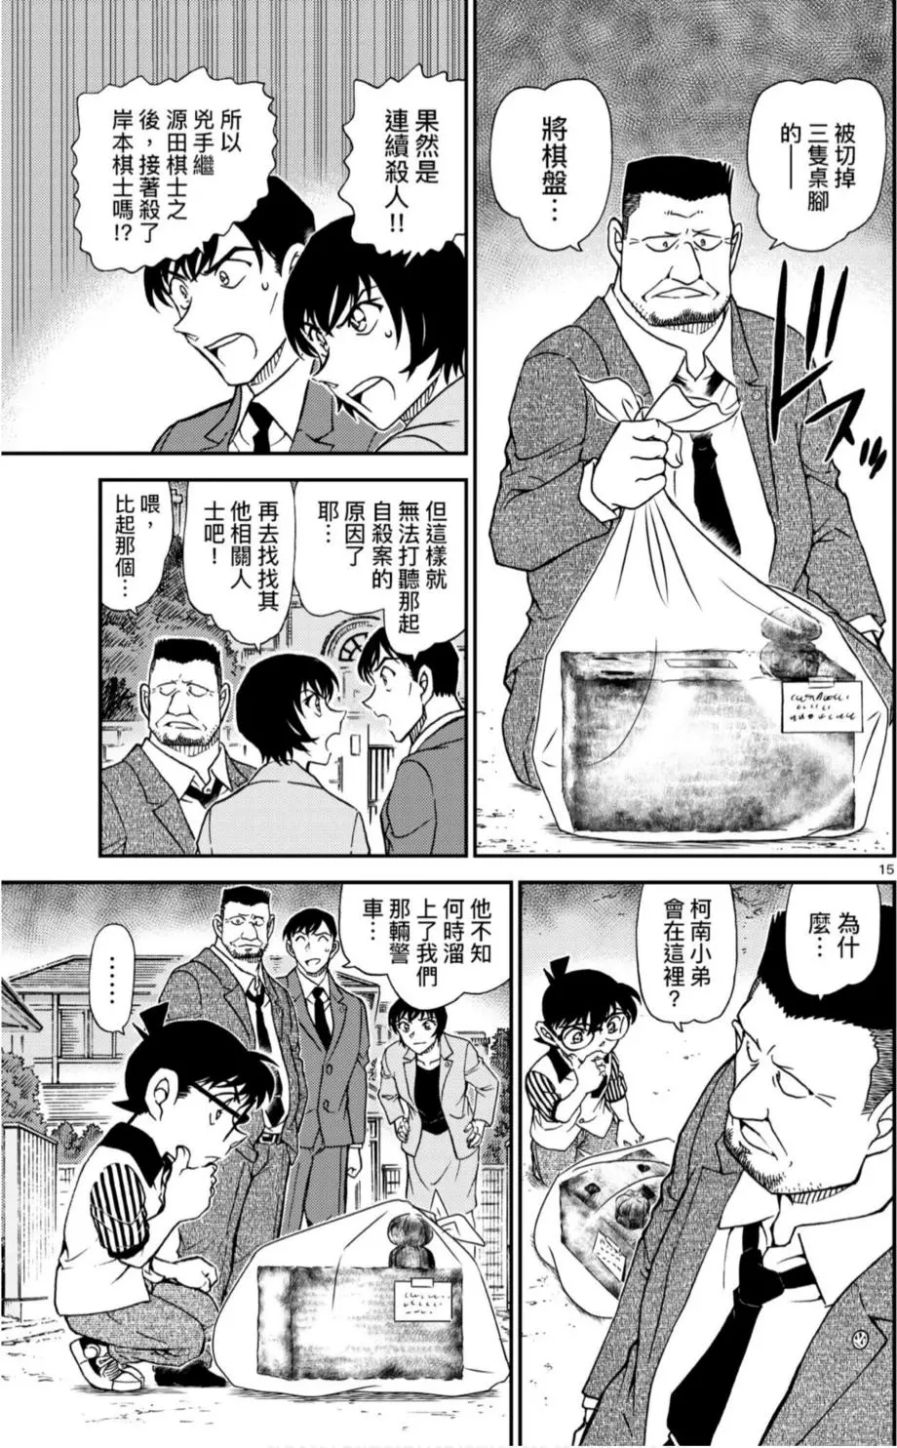 被切掉
三隻桌腳
的——
將棋盤…
ドスッ
果然是
連續殺人!!
所以
兇手繼
源田棋士之
後，接著殺了
岸本棋士嗎!?
但這樣就
無法打聽那起
自殺案的
原因了
耶…
再去找找其
他相關人
士吧！
喂，
比起那個…
15
為什
麼…
柯南小弟
會在這裡？
他不知
何時溜
上了我們
那輛警
車…
……